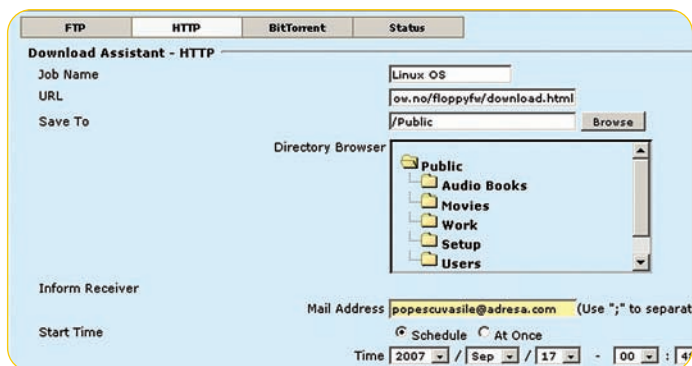 FTP HTTP BitTorrent Status
Download Assistant - HTTP
Job Name Linux OS
URL ow.no/floppyfw/download.html
Save To /Public Browse
Directory Browser
Public
Audio Books
Movies
Work
Setup
Users
Inform Receiver
Mail Address popescuvasile@adresa.com (Use ";" to separat
Start Time Schedule At Once
Time 2007 / Sep / 17 - 00 :